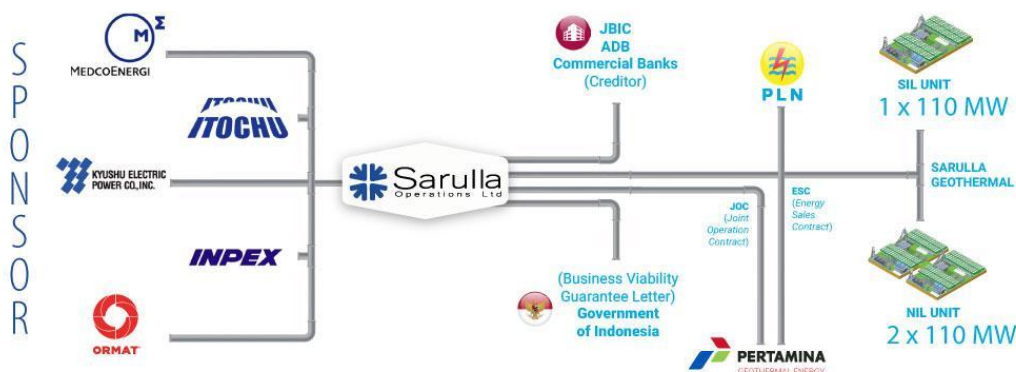 SPONSOR
M Σ
MEDCOENERGI
ITOCHU
ITOCHU
KYUSHU ELECTRIC
POWER CO.,INC.
INPEX
ORMAT
Sarulla
Operations Ltd
JBIC
ADB
Commercial Banks
(Creditor)
(Business Viability
Guarantee Letter)
Government
of Indonesia
PLN
JOC
(Joint
Operation
Contract)
ESC
(Energy
Sales
Contract)
PERTAMINA
GEOTHERMAL ENERGY
SIL UNIT
1 x 110 MW
SARULLA
GEOTHERMAL
NIL UNIT
2 x 110 MW